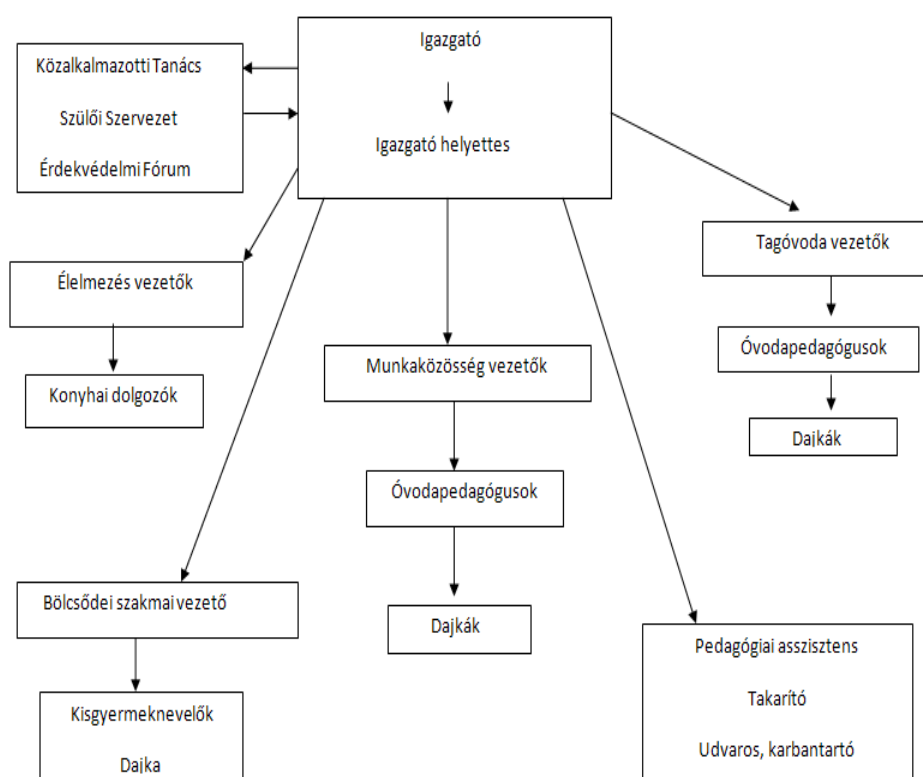 Igazgató
Igazgató helyettes
Közalkalmazotti Tanács
Szülői Szervezet
Érdekvédelmi Fórum
Tagóvoda vezetők
Óvodapedagógusok
Dajkák
Élelmezés vezetők
Konyhai dolgozók
Munkaközösség vezetők
Óvodapedagógusok
Dajkák
Bölcsődei szakmai vezető
Kisgyermeknevelők
Dajka
Pedagógiai asszisztens
Takarító
Udvaros, karbantartó